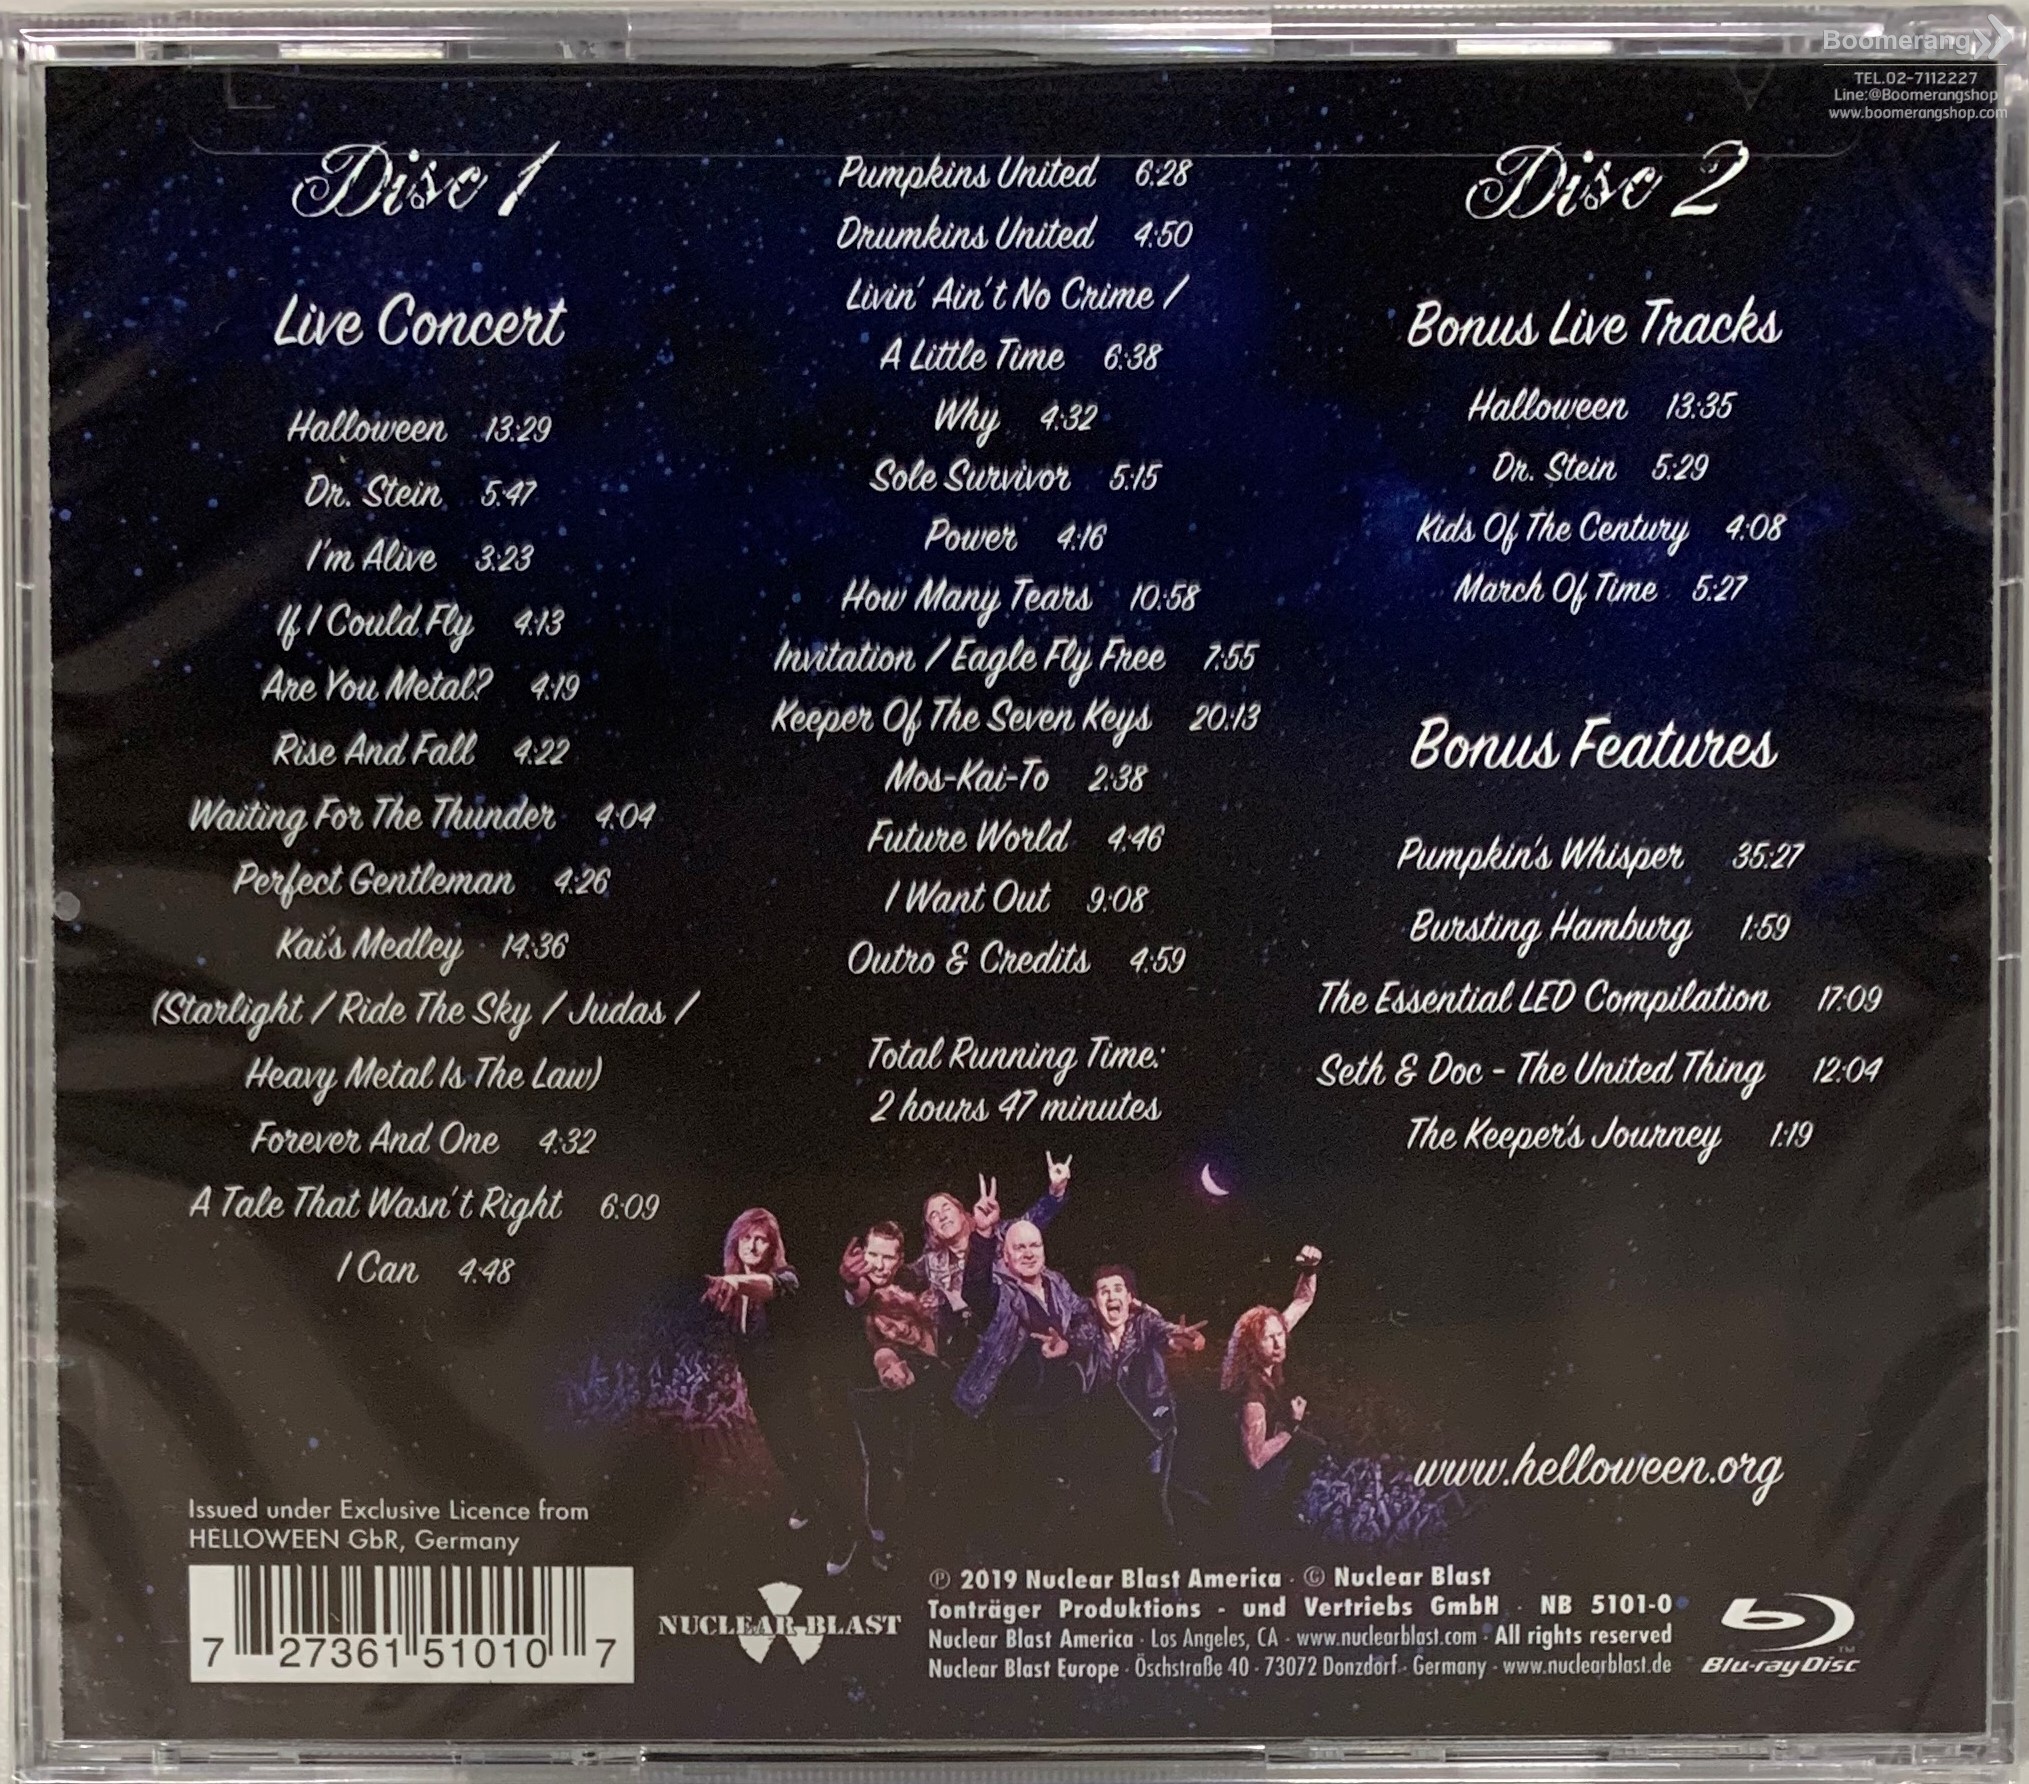 Boomerang
TEL.02-7112227
Line:@Boomerangshop
www.boomerangshop.com
Disc 1
Live Concert
Halloween 13:29
Dr. Stein 5:47
I'm Alive 3:23
If I Could Fly 4:13
Are You Metal? 4:19
Rise And Fall 4:22
Waiting For The Thunder 4:04
Perfect Gentleman 4:26
Kai's Medley 14:36
(Starlight / Ride The Sky / Judas /
Heavy Metal Is The Law)
Forever And One 4:32
A Tale That Wasn't Right 6:09
I Can 4:48
Pumpkins United 6:28
Drumkins United 4:50
Livin' Ain't No Crime /
A Little Time 6:38
Why 4:32
Sole Survivor 5:15
Power 4:16
How Many Tears 10:58
Invitation / Eagle Fly Free 7:55
Keeper Of The Seven Keys 20:13
Mos-Kai-To 2:38
Future World 4:46
I Want Out 9:08
Outro & Credits 4:59
Total Running Time:
2 hours 47 minutes
Disc 2
Bonus Live Tracks
Halloween 13:35
Dr. Stein 5:29
Kids Of The Century 4:08
March Of Time 5:27
Bonus Features
Pumpkin's Whisper 35:27
Bursting Hamburg 1:59
The Essential LED Compilation 17:09
Seth & Doc - The United Thing 12:04
The Keeper's Journey 1:19
www.helloween.org
Issued under Exclusive Licence from
HELLOWEEN GbR, Germany
7 27361 51010 7
NUCLEAR BLAST
℗ 2019 Nuclear Blast America · © Nuclear Blast
Tonträger Produktions - und Vertriebs GmbH · NB 5101-0
Nuclear Blast America · Los Angeles, CA - www.nuclearblast.com · All rights reserved
Nuclear Blast Europe · Öschstraße 40 · 73072 Donzdorf · Germany · www.nuclearblast.de
Blu-ray Disc™